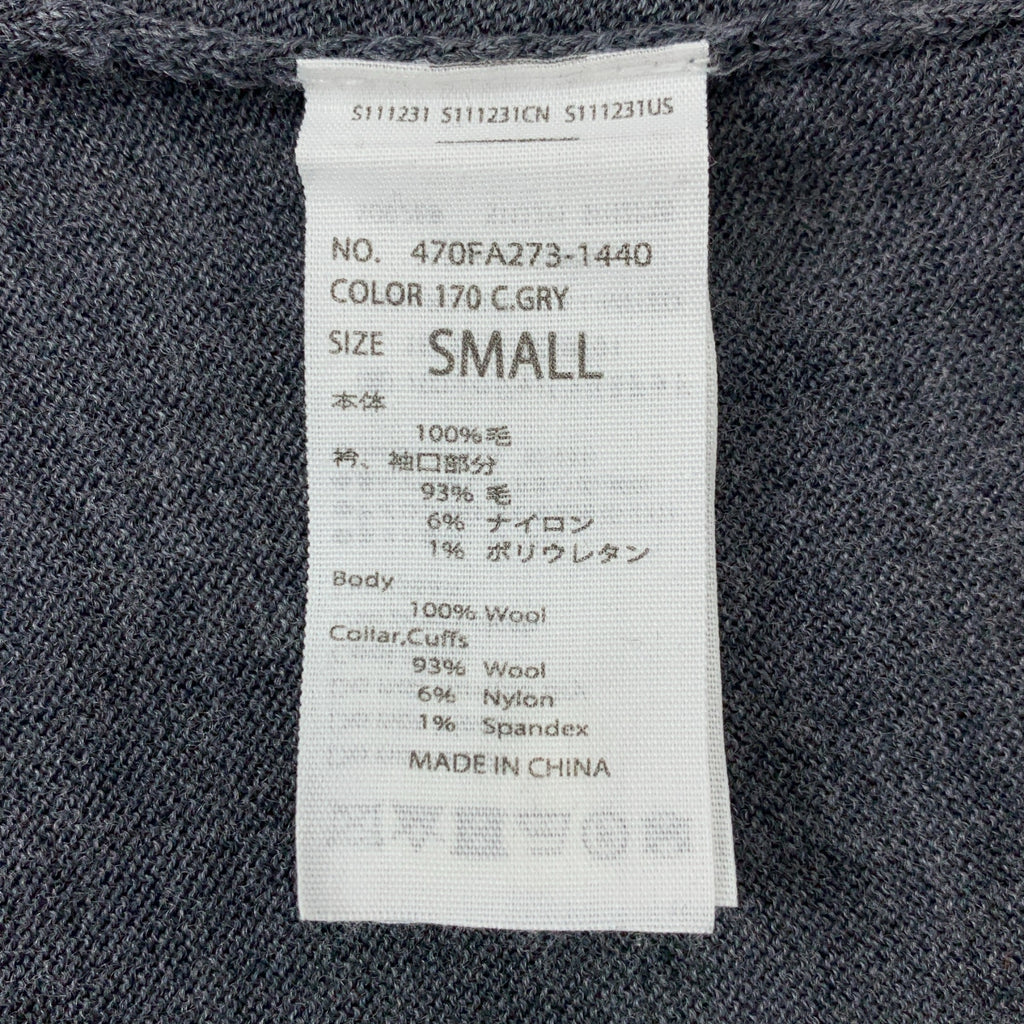 S111231 S111231CN S111231US
NO. 470FA273-1440
COLOR 170 C.GRY
SIZE SMALL
本体
100% 毛
衿、袖口部分
93% 毛
6% ナイロン
1% ポリウレタン
Body
100% Wool
Collar,Cuffs
93% Wool
6% Nylon
1% Spandex
MADE IN CHINA